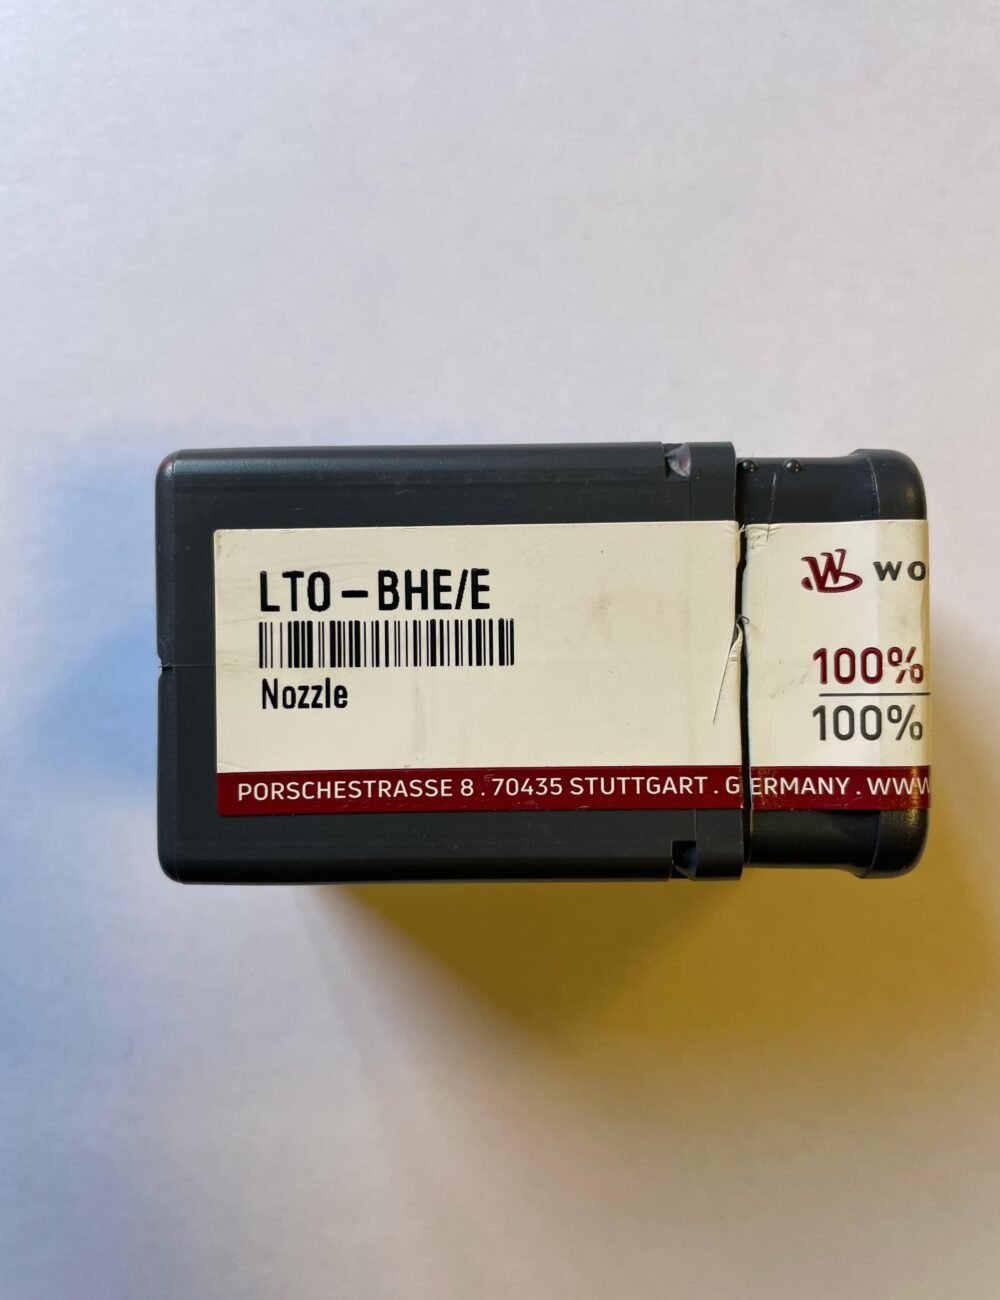 LTO – BHE/E
Nozzle
PORSCHESTRASSE 8 . 70435 STUTTGART . GERMANY . WWW
WO
100%
100%